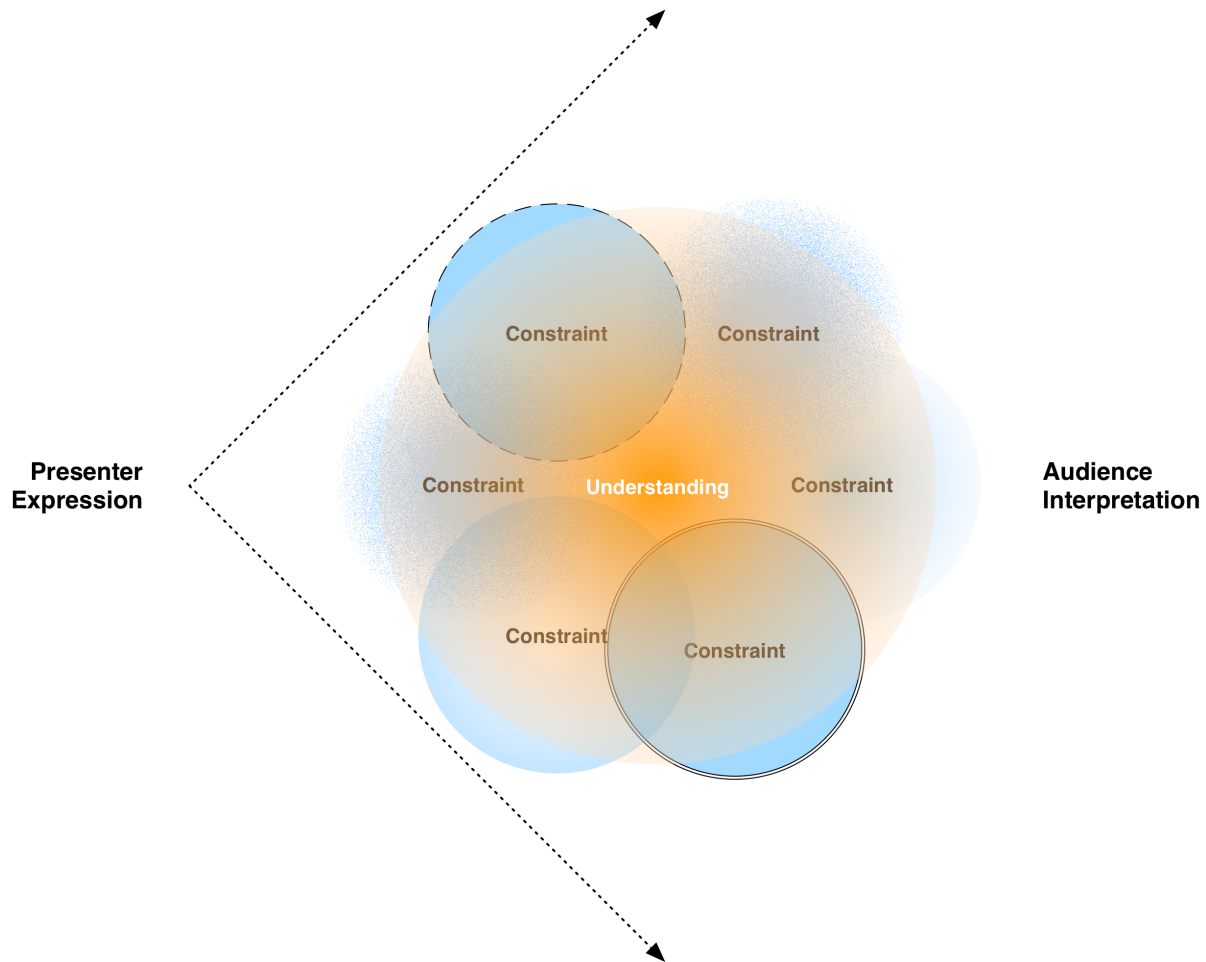 Constraint
Constraint
Presenter
Expression
Constraint
Understanding
Constraint
Audience
Interpretation
Constraint
Constraint